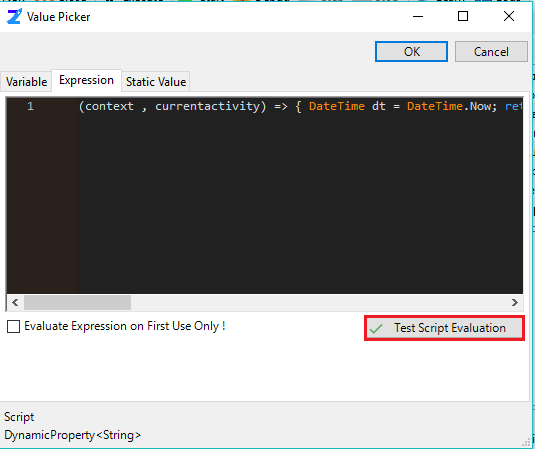 Value Picker
OK Cancel
Variable Expression Static Value
1 (context , currentactivity) => { DateTime dt = DateTime.Now; ret
Evaluate Expression on First Use Only !
Test Script Evaluation
Script
DynamicProperty<String>